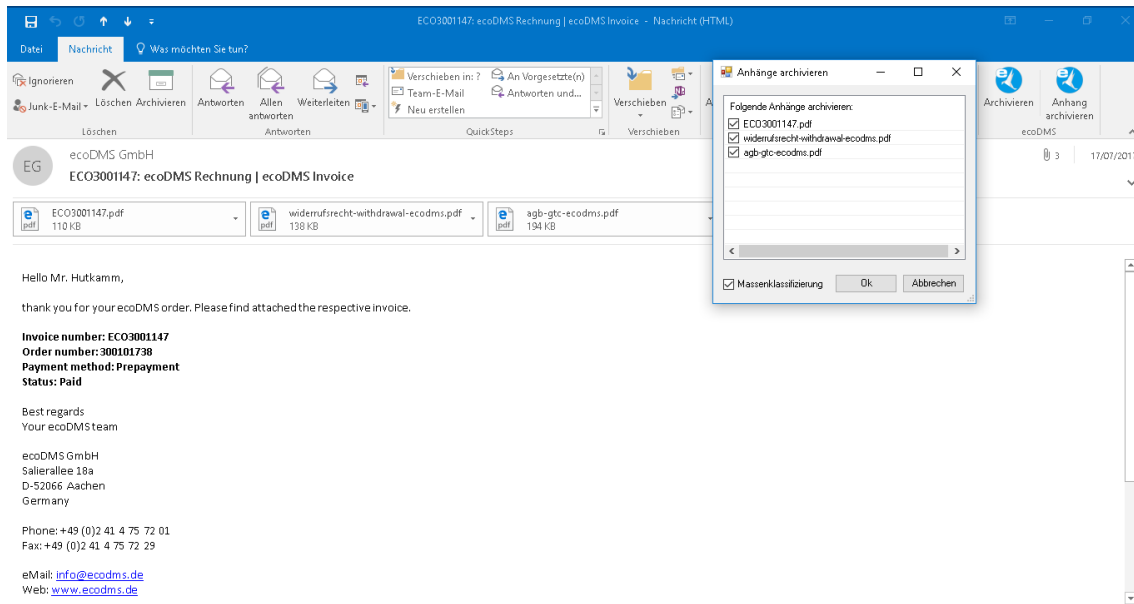 ECO3001147: ecoDMS Rechnung | ecoDMS Invoice - Nachricht (HTML)
Datei Nachricht Was möchten Sie tun?
Ignorieren
Junk-E-Mail
Löschen Archivieren
Löschen
Antworten Allen antworten Weiterleiten
Antworten
Verschieben in: ?
Team-E-Mail
Neu erstellen
An Vorgesetzte(n)
Antworten und...
QuickSteps
Verschieben
Verschieben
A
Anhänge archivieren
Folgende Anhänge archivieren:
ECO3001147.pdf
widerrufsrecht-withdrawal-ecodms.pdf
agb-gtc-ecodms.pdf
Massenklassifizierung Ok Abbrechen
Archivieren Anhang archivieren
ecoDMS
EG
ecoDMS GmbH
ECO3001147: ecoDMS Rechnung | ecoDMS Invoice
3 17/07/2017
ECO3001147.pdf
110 KB
widerrufsrecht-withdrawal-ecodms.pdf
138 KB
agb-gtc-ecodms.pdf
194 KB
Hello Mr. Hutkamm,
thank you for your ecoDMS order. Please find attached the respective invoice.
Invoice number: ECO3001147
Order number: 300101738
Payment method: Prepayment
Status: Paid
Best regards
Your ecoDMS team
ecoDMS GmbH
Salierallee 18a
D-52066 Aachen
Germany
Phone: +49 (0)2 41 4 75 72 01
Fax: +49 (0)2 41 4 75 72 29
eMail: info@ecodms.de
Web: www.ecodms.de